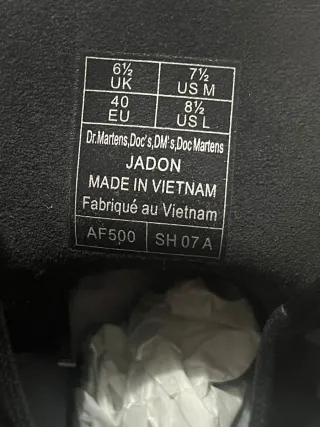 6½ UK 7½ US M
40 EU 8½ US L
Dr.Martens,Doc's,DM's,Doc Martens
JADON
MADE IN VIETNAM
Fabriqué au Vietnam
AF500 SH 07 A